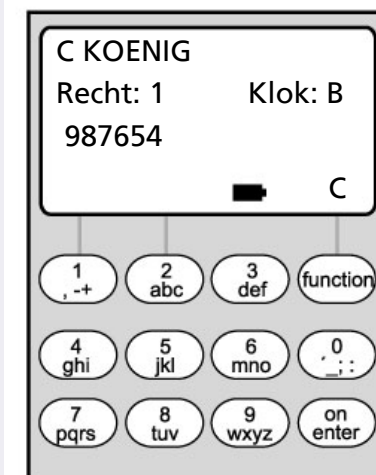 C KOENIG
Recht: 1 Klok: B
987654
C
1 2 3 function
, -+ abc def
4 5 6 0
ghi jkl mno ´_; :
7 8 9 on
pqrs tuv wxyz enter